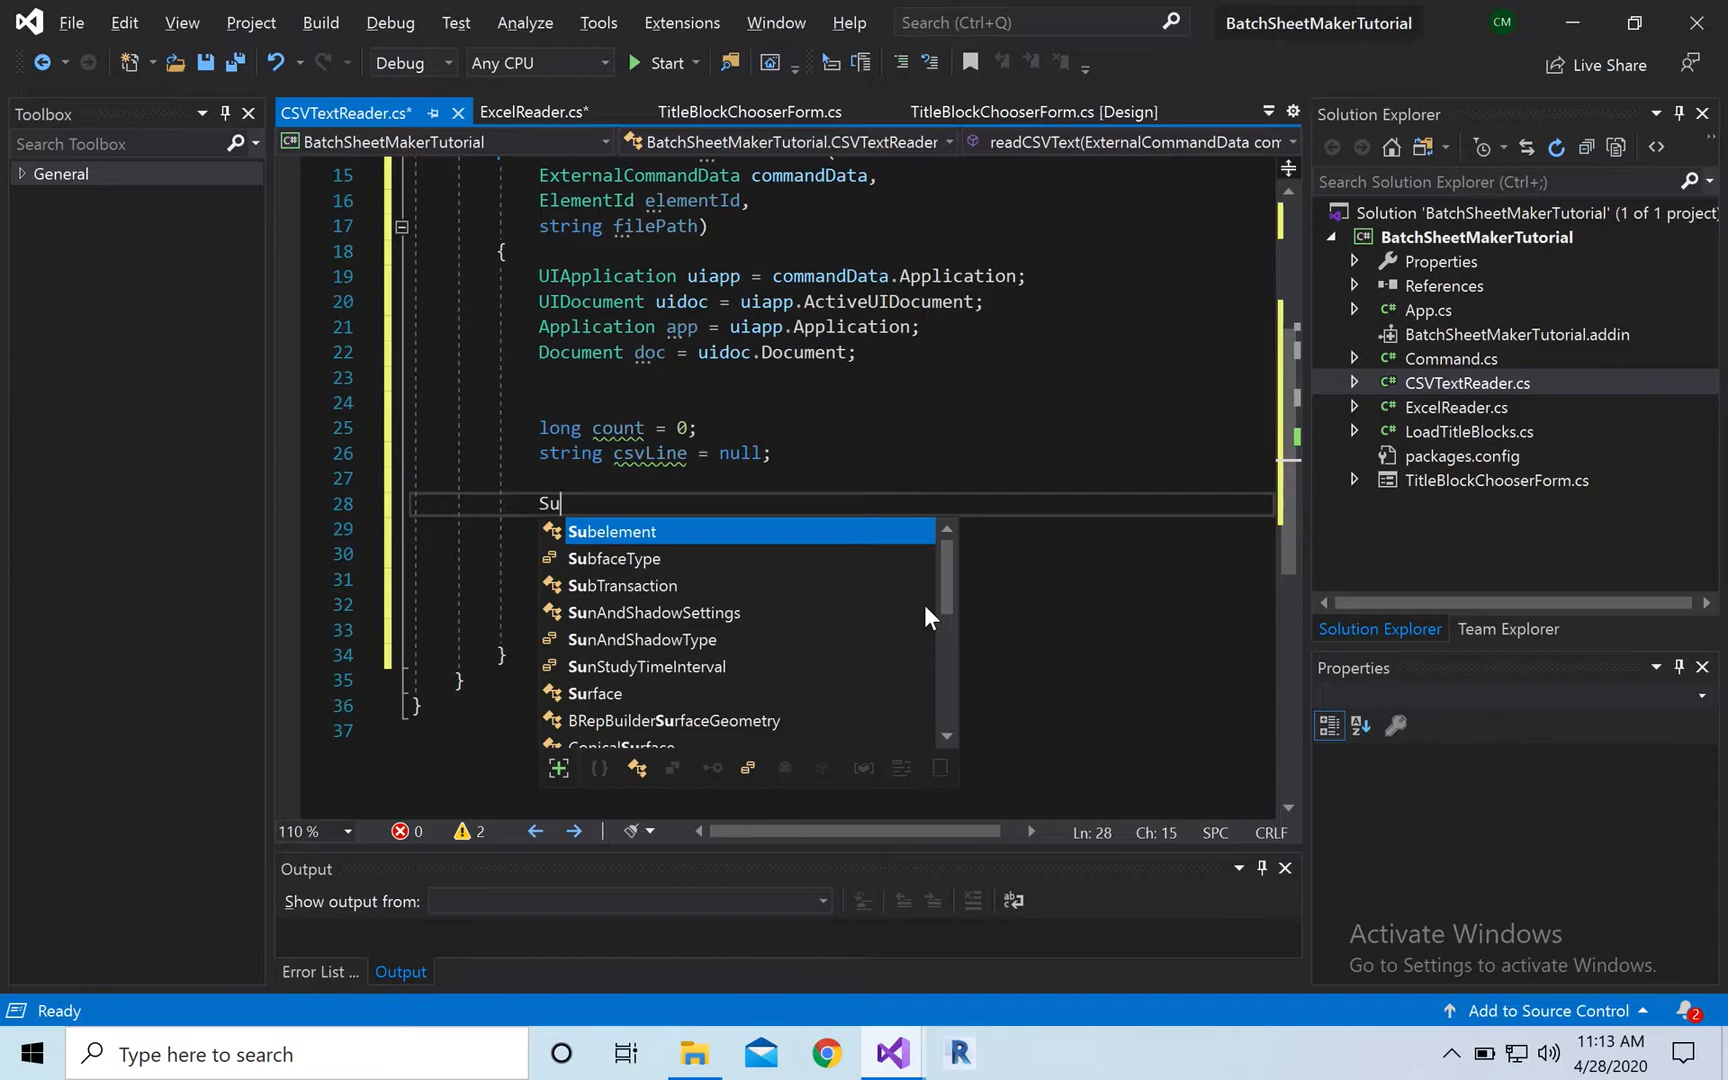 File Edit View Project Build Debug Test Analyze Tools Extensions Window Help Search (Ctrl+Q) BatchSheetMakerTutorial CM
Debug Any CPU Start Live Share
Toolbox
Search Toolbox
General
CSVTextReader.cs* ExcelReader.cs* TitleBlockChooserForm.cs TitleBlockChooserForm.cs [Design]
BatchSheetMakerTutorial BatchSheetMakerTutorial.CSVTextReader readCSVText(ExternalCommandData com
15 ExternalCommandData commandData,
16 ElementId elementId,
17 string filePath)
18 {
19 UIApplication uiapp = commandData.Application;
20 UIDocument uidoc = uiapp.ActiveUIDocument;
21 Application app = uiapp.Application;
22 Document doc = uidoc.Document;
23
24
25 long count = 0;
26 string csvLine = null;
27
28 Su
29
30
31
32
33
34 }
35 }
36 }
37
Subelement
SubfaceType
SubTransaction
SunAndShadowSettings
SunAndShadowType
SunStudyTimeInterval
Surface
BRepBuilderSurfaceGeometry
ConicalSurface
110 % 0 2 Ln: 28 Ch: 15 SPC CRLF
Output
Show output from:
Error List ... Output
Solution Explorer
Search Solution Explorer (Ctrl+;)
Solution 'BatchSheetMakerTutorial' (1 of 1 project)
BatchSheetMakerTutorial
Properties
References
App.cs
BatchSheetMakerTutorial.addin
Command.cs
CSVTextReader.cs
ExcelReader.cs
LoadTitleBlocks.cs
packages.config
TitleBlockChooserForm.cs
Solution Explorer Team Explorer
Properties
Activate Windows
Go to Settings to activate Windows.
Ready Add to Source Control 2
Type here to search
R
11:13 AM
4/28/2020